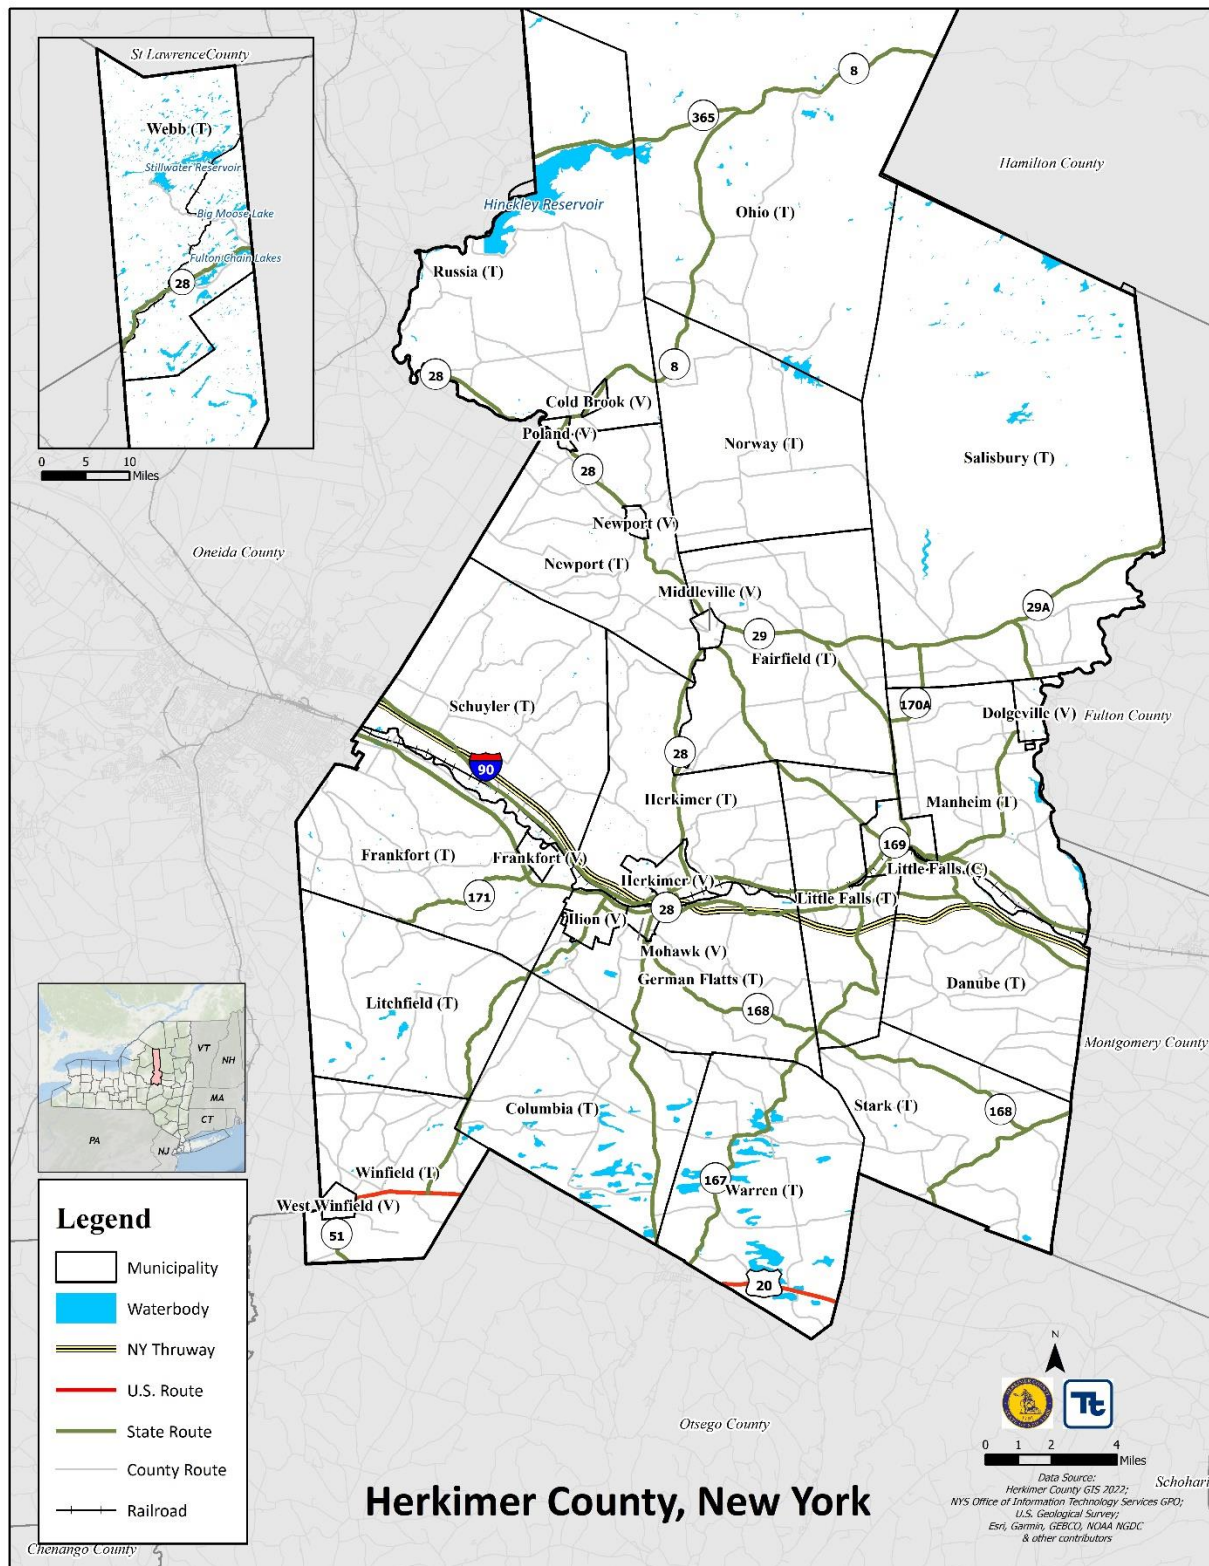 St LawrenceCounty
Webb (T)
Stillwater Reservoir
Big Moose Lake
Fulton Chain Lakes
28
0 5 10
Miles
8
365
Hamilton County
Hinckley Reservoir
Ohio (T)
Russia (T)
8
28
Cold Brook (V)
Poland (V)
Norway (T)
Salisbury (T)
28
Newport (V)
Oneida County
Newport (T)
Middleville (V)
29A
29
Fairfield (T)
Schuyler (T)
170A
Dolgeville (V)
Fulton County
28
90
Herkimer (T)
Manheim (T)
169
Frankfort (T)
Frankfort (V)
Little Falls (C)
Herkimer (V)
171
Little Falls (T)
28
Ilion (V)
Mohawk (V)
German Flatts (T)
Danube (T)
Litchfield (T)
168
Montgomery County
VT
NH
MA
CT
PA
NJ
Columbia (T)
Stark (T)
168
Winfield (T)
167
Warren (T)
West Winfield (V)
51
20
Legend
Municipality
Waterbody
NY Thruway
U.S. Route
State Route
County Route
Railroad
N
Tt
Otsego County
0 1 2 4
Miles
Data Source:
Herkimer County GIS 2022;
NYS Office of Information Technology Services GPO;
U.S. Geological Survey;
Esri, Garmin, GEBCO, NOAA NGDC
& other contributors
Schohari
Herkimer County, New York
Chenango County